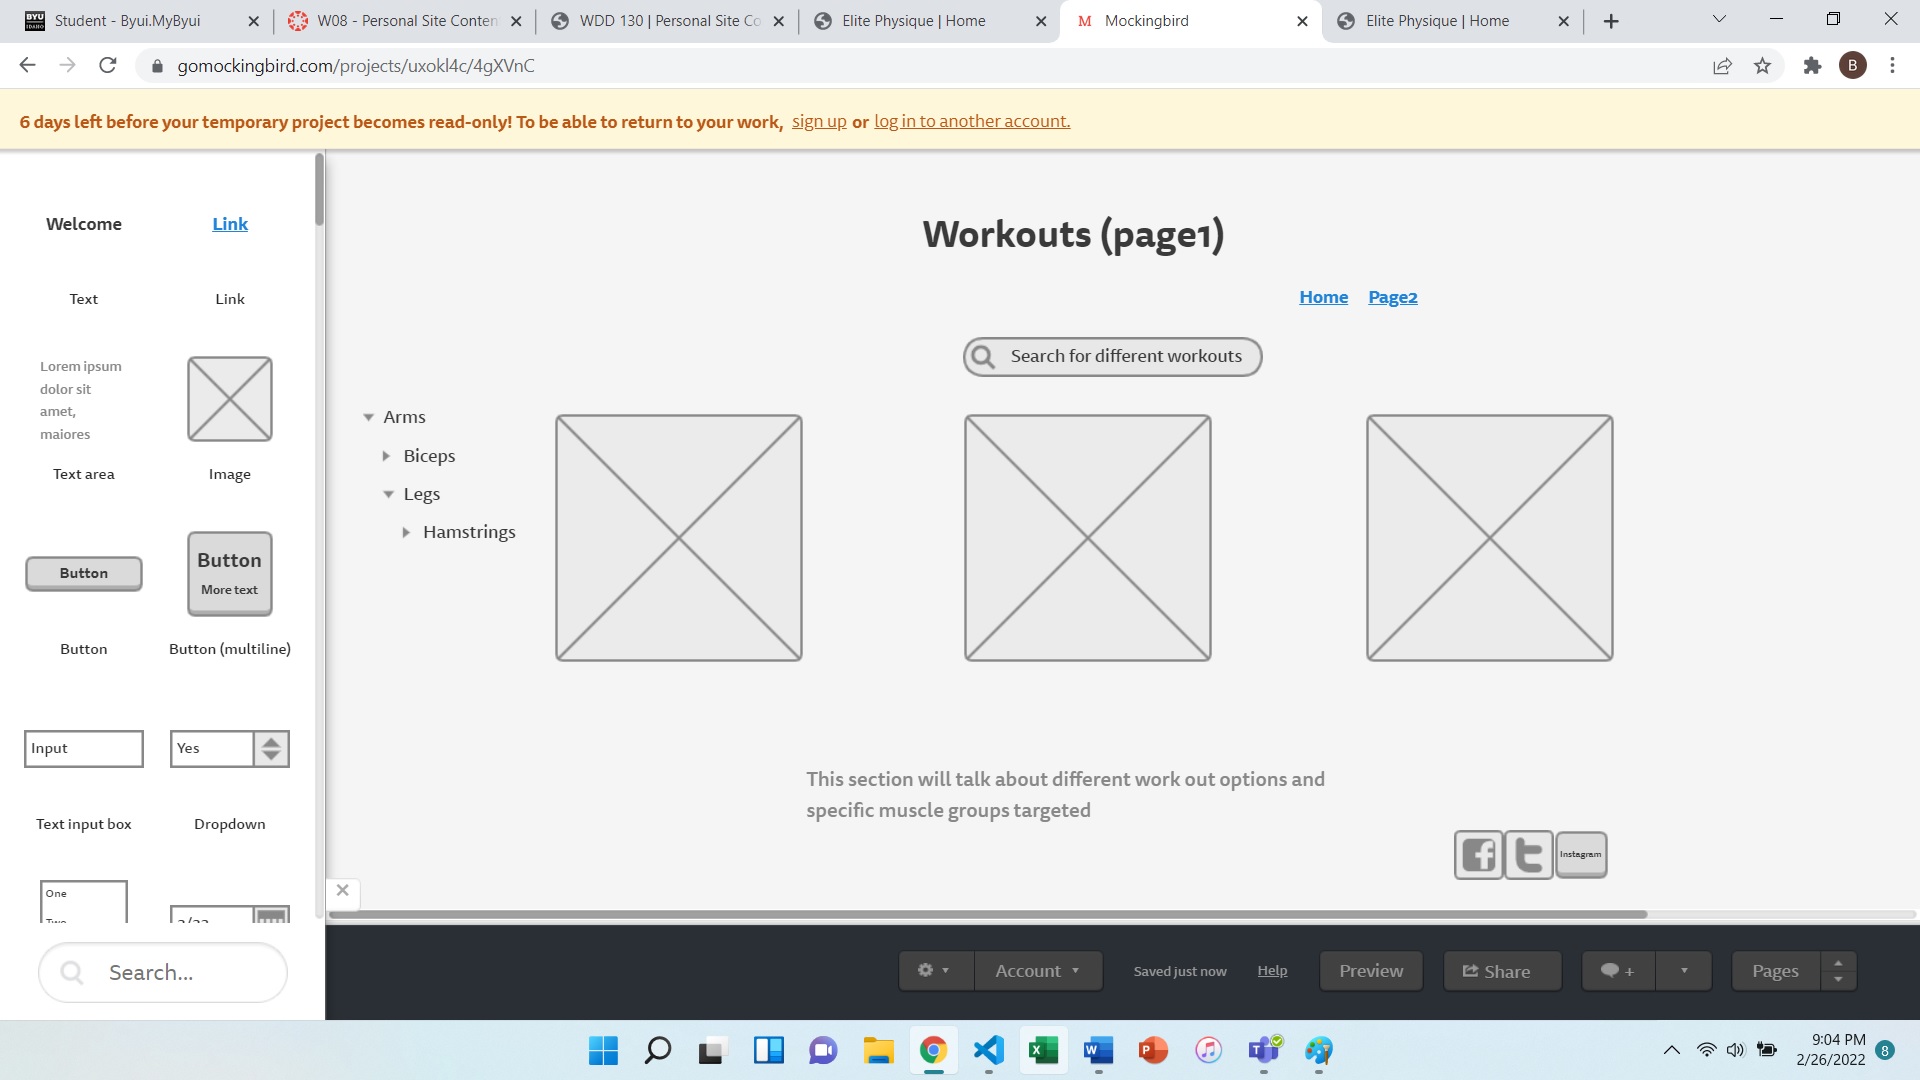 BYU
IDAHO
Student - Byui.MyByui
W08 - Personal Site Conten
WDD 130 | Personal Site Co
Elite Physique | Home
M Mockingbird
Elite Physique | Home
gomockingbird.com/projects/uxokl4c/4gXVnC
B
6 days left before your temporary project becomes read-only! To be able to return to your work, sign up or log in to another account.
Welcome
Link
Text
Link
Lorem ipsum
dolor sit
amet,
maiores
Text area
Image
Button
Button
More text
Button
Button (multiline)
Input
Yes
Text input box
Dropdown
One
Two
Search...
Workouts (page1)
Home Page2
Search for different workouts
Arms
Biceps
Legs
Hamstrings
This section will talk about different work out options and
specific muscle groups targeted
Instagram
Account
Saved just now
Help
Preview
Share
+
Pages
9:04 PM
2/26/2022
8